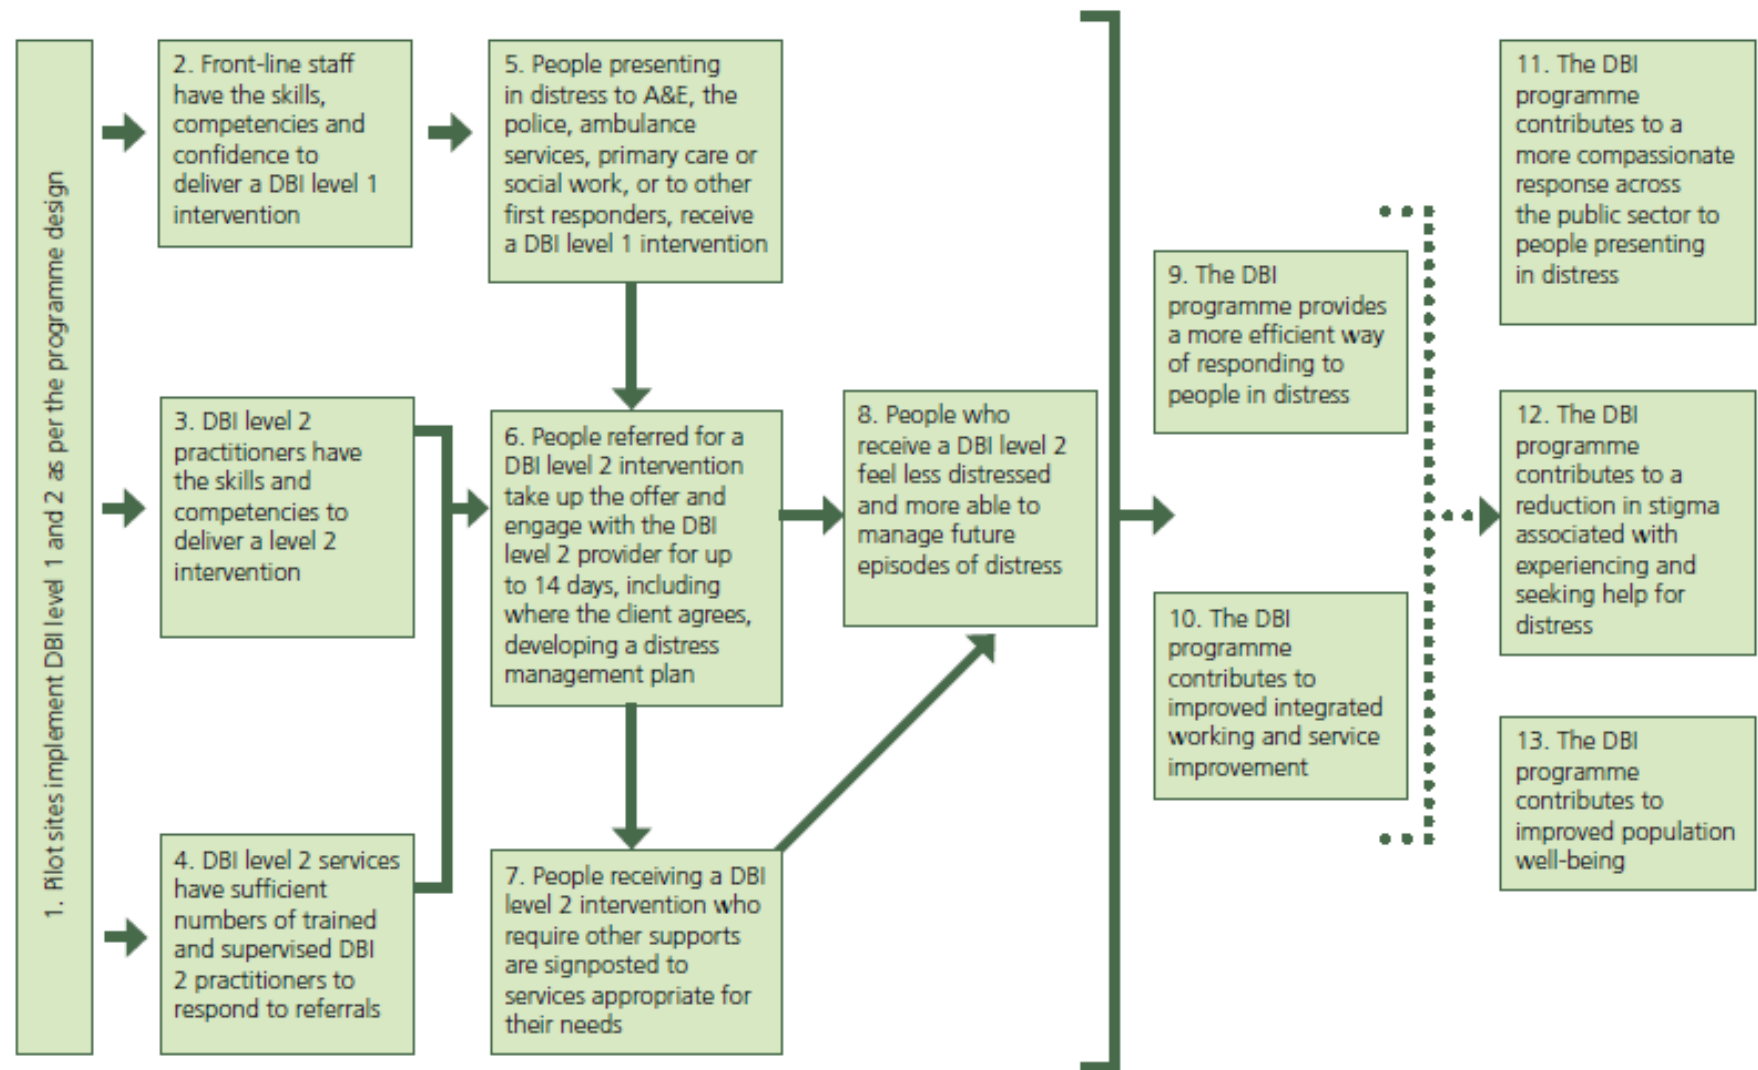 1. Pilot sites implement DBI level 1 and 2 as per the programme design
2. Front-line staff
have the skills,
competencies and
confidence to
deliver a DBI level 1
intervention
3. DBI level 2
practitioners have
the skills and
competencies to
deliver a level 2
intervention
4. DBI level 2 services
have sufficient
numbers of trained
and supervised DBI
2 practitioners to
respond to referrals
5. People presenting
in distress to A&E, the
police, ambulance
services, primary care or
social work, or to other
first responders, receive
a DBI level 1 intervention
6. People referred for a
DBI level 2 intervention
take up the offer and
engage with the DBI
level 2 provider for up
to 14 days, including
where the client agrees,
developing a distress
management plan
7. People receiving a DBI
level 2 intervention who
require other supports
are signposted to
services appropriate for
their needs
8. People who
receive a DBI level 2
feel less distressed
and more able to
manage future
episodes of distress
9. The DBI
programme provides
a more efficient way
of responding to
people in distress
10. The DBI
programme
contributes to
improved integrated
working and service
improvement
11. The DBI
programme
contributes to a
more compassionate
response across
the public sector to
people presenting
in distress
12. The DBI
programme
contributes to a
reduction in stigma
associated with
experiencing and
seeking help for
distress
13. The DBI
programme
contributes to
improved population
well-being